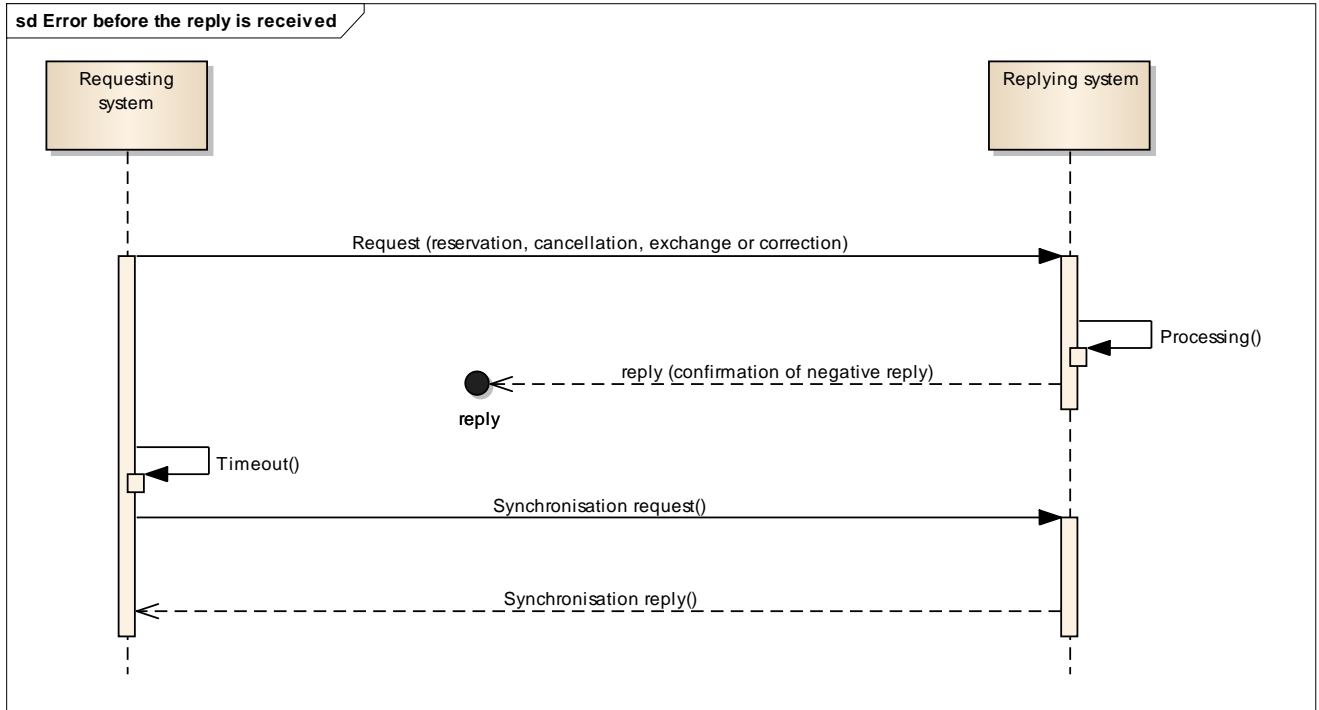 sd Error before the reply is received
Requesting
system
Replying system
Request (reservation, cancellation, exchange or correction)
Processing()
reply (confirmation of negative reply)
reply
Timeout()
Synchronisation request()
Synchronisation reply()